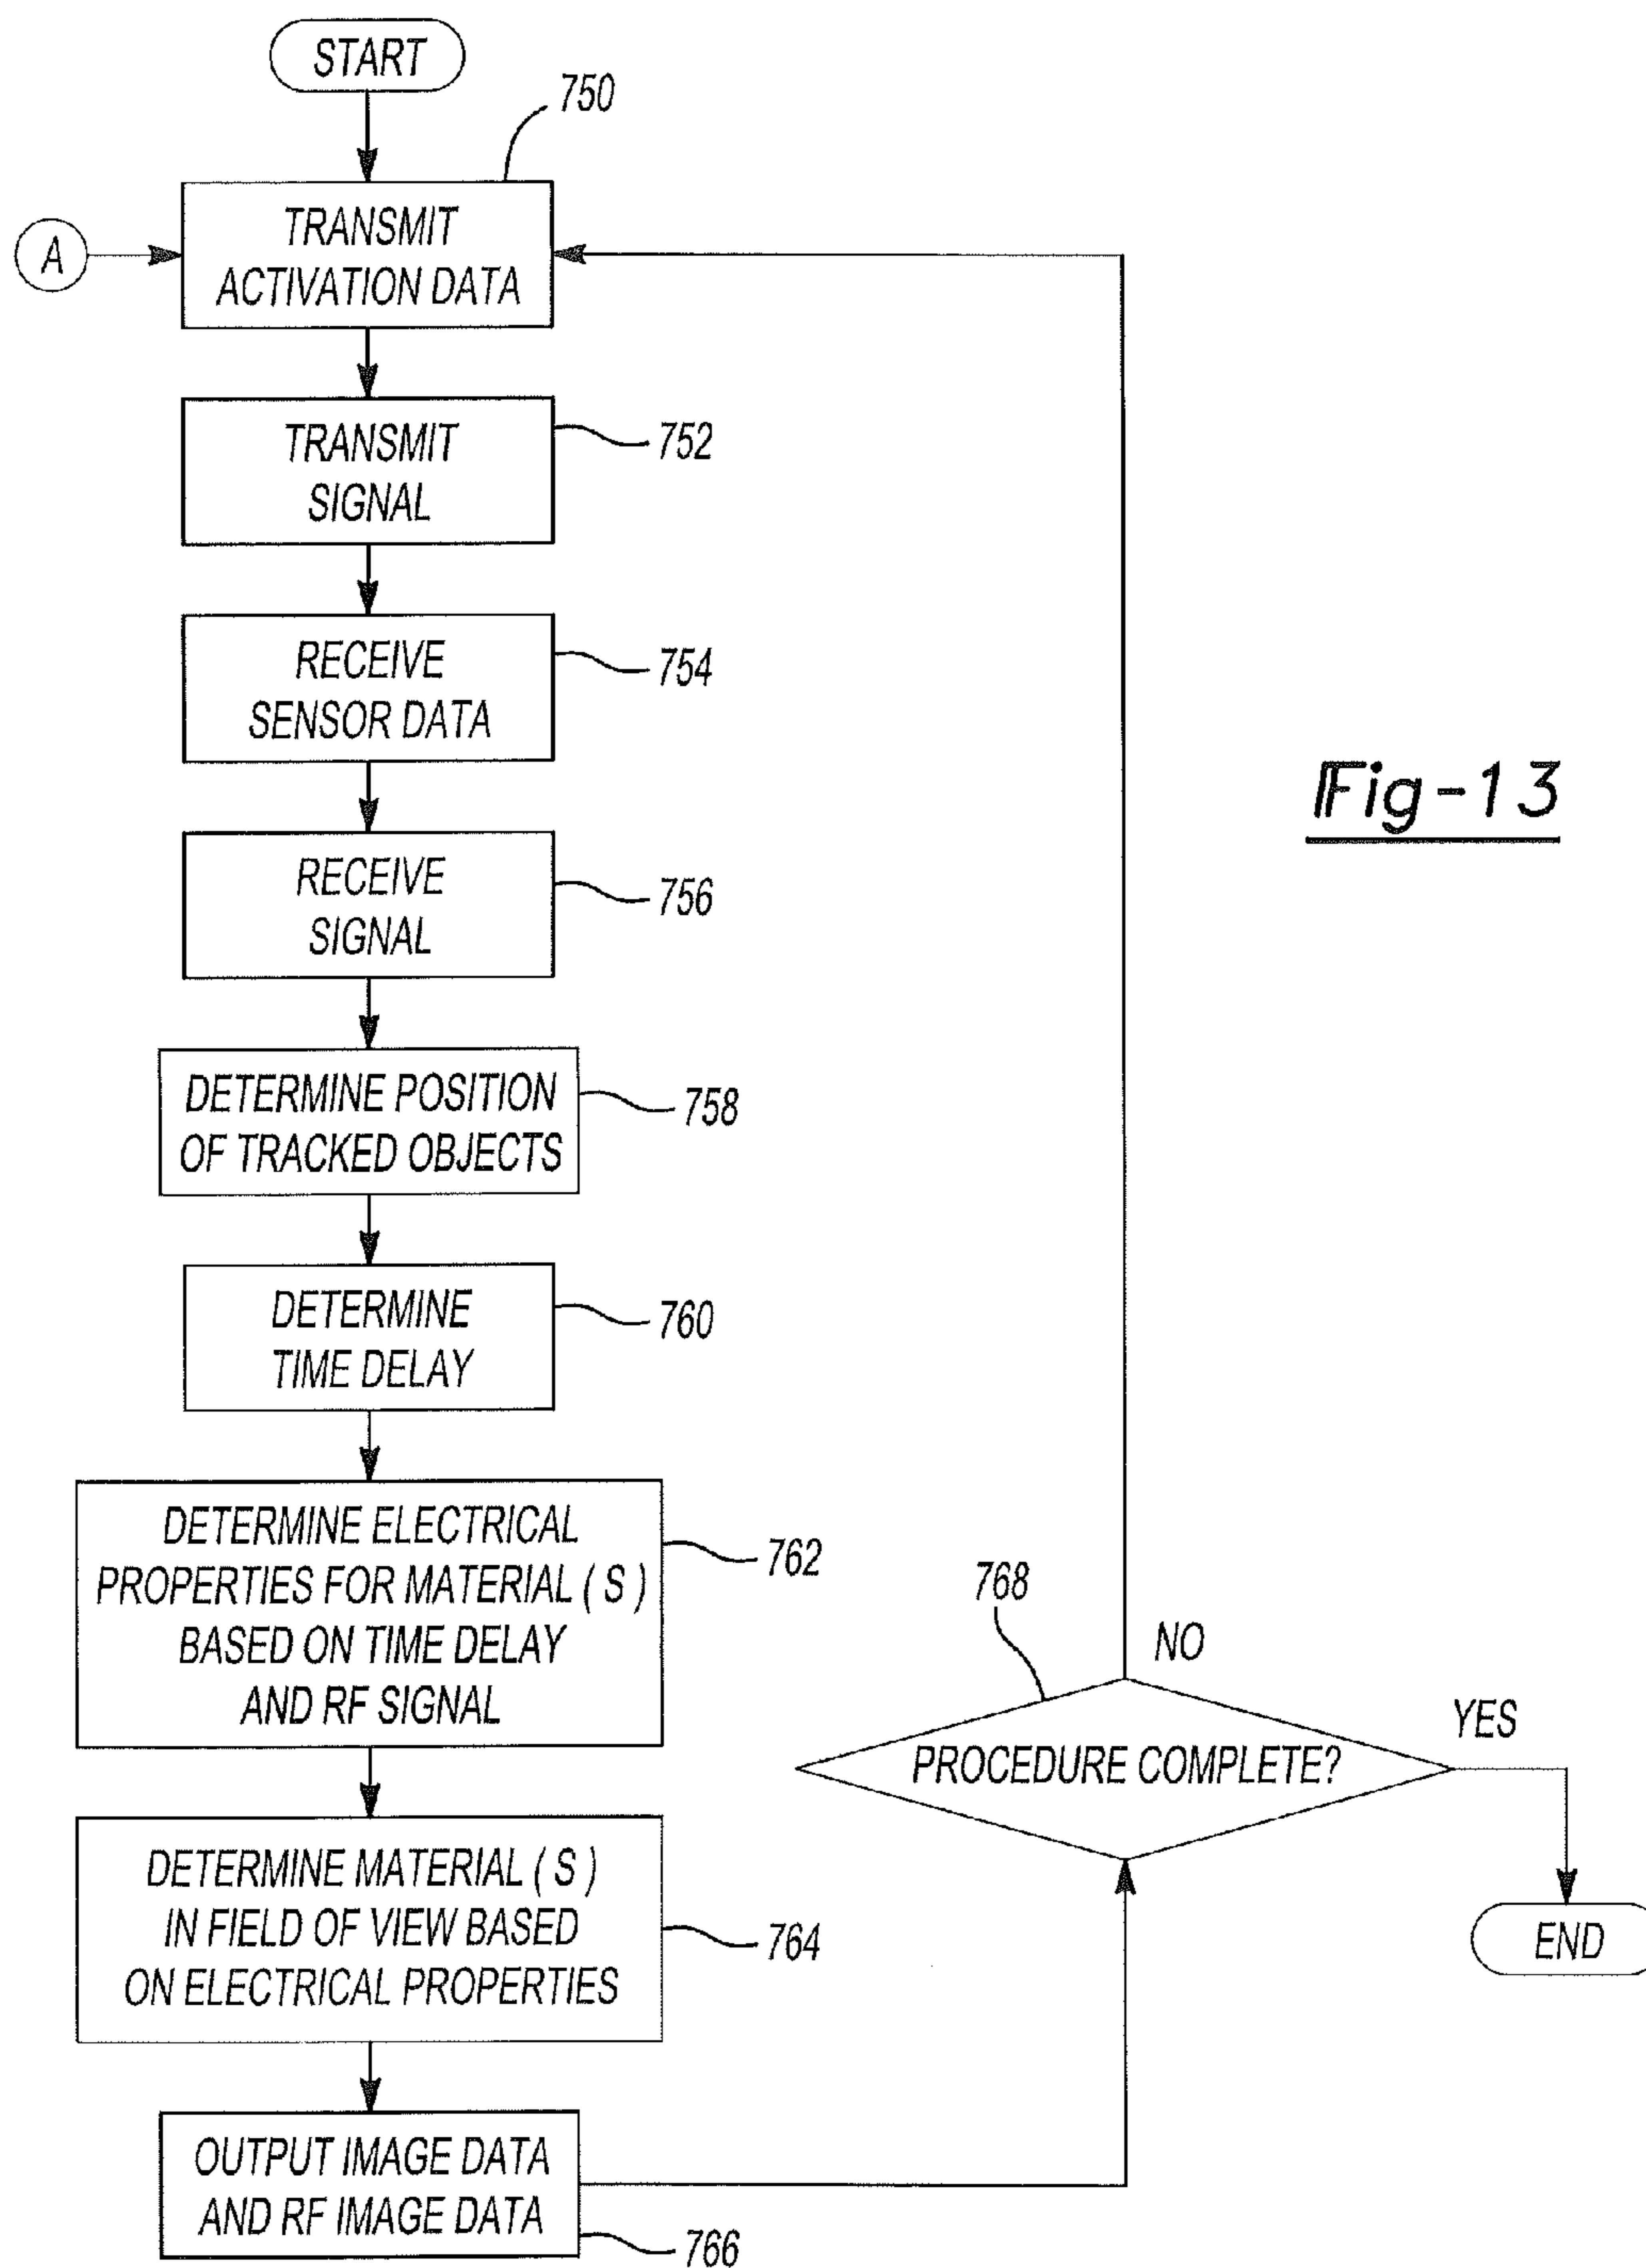 START
750
A
TRANSMIT
ACTIVATION DATA
TRANSMIT
SIGNAL
752
RECEIVE
SENSOR DATA
754
RECEIVE
SIGNAL
756
DETERMINE POSITION
OF TRACKED OBJECTS
758
DETERMINE
TIME DELAY
760
DETERMINE ELECTRICAL
PROPERTIES FOR MATERIAL ( S )
BASED ON TIME DELAY
AND RF SIGNAL
762
DETERMINE MATERIAL ( S )
IN FIELD OF VIEW BASED
ON ELECTRICAL PROPERTIES
764
OUTPUT IMAGE DATA
AND RF IMAGE DATA
766
768
NO
PROCEDURE COMPLETE?
YES
END
Fig-13